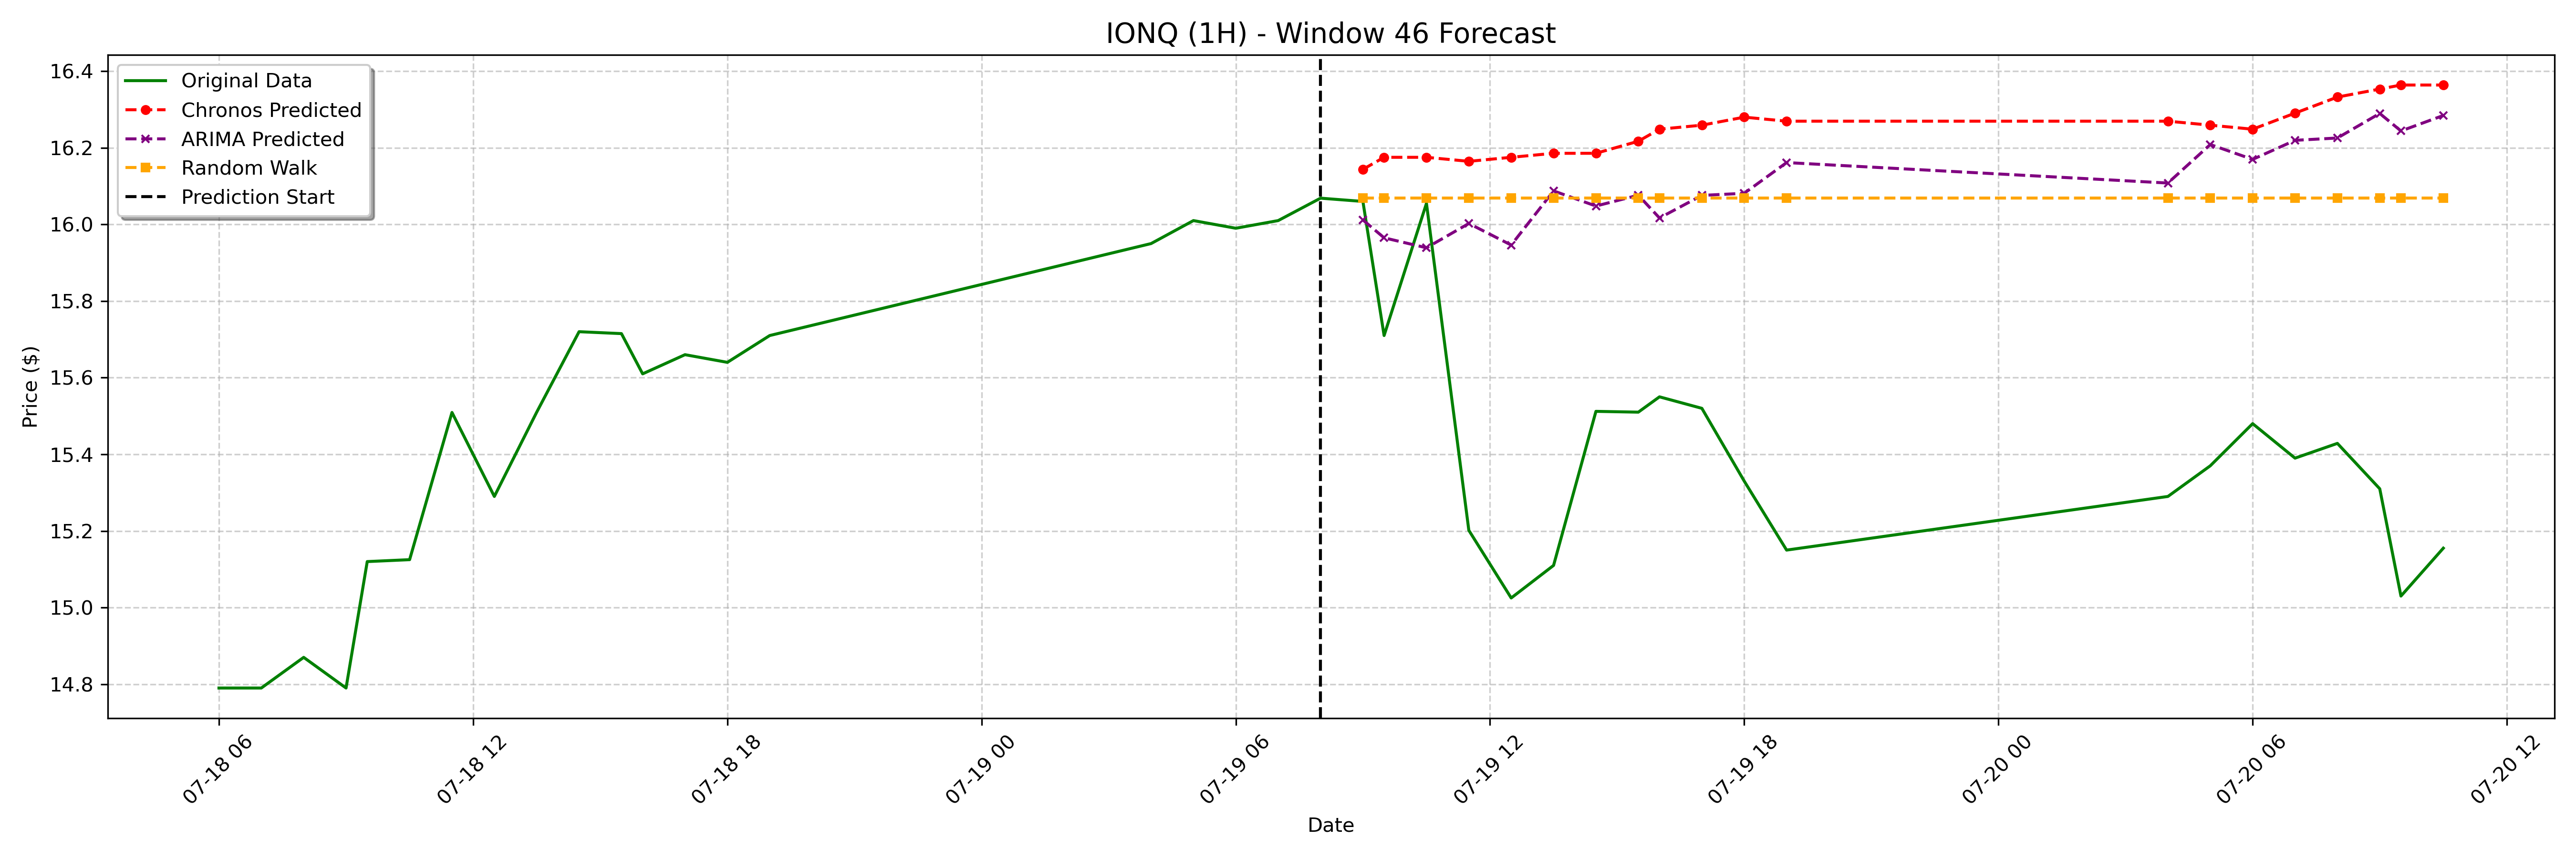 IONQ (1H) - Window 46 Forecast
Original Data
Chronos Predicted
ARIMA Predicted
Random Walk
Prediction Start
Price ($)
16.4
16.2
16.0
15.8
15.6
15.4
15.2
15.0
14.8
07-18 06
07-18 12
07-18 18
07-19 00
07-19 06
07-19 12
07-19 18
07-20 00
07-20 06
07-20 12
Date